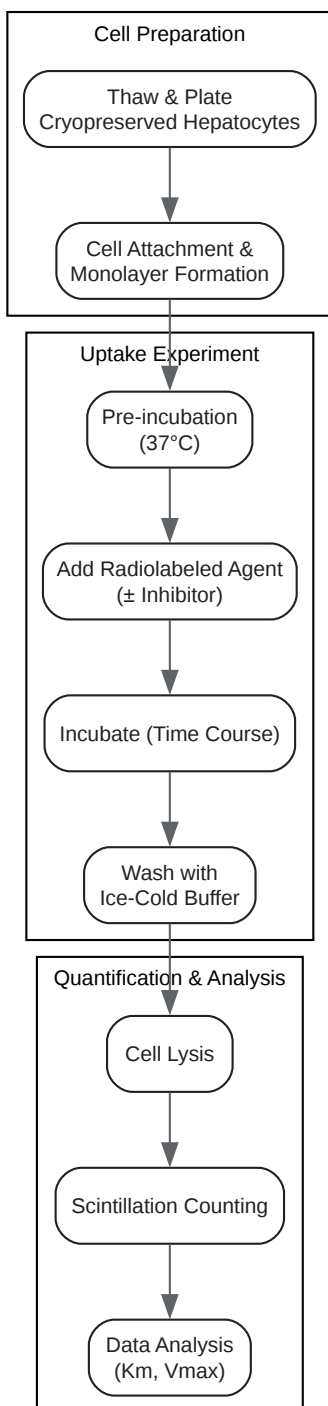 Cell Preparation
Thaw & Plate
Cryopreserved Hepatocytes
Cell Attachment &
Monolayer Formation
Uptake Experiment
Pre-incubation
(37°C)
Add Radiolabeled Agent
(± Inhibitor)
Incubate (Time Course)
Wash with
Ice-Cold Buffer
Quantification & Analysis
Cell Lysis
Scintillation Counting
Data Analysis
(Km, Vmax)